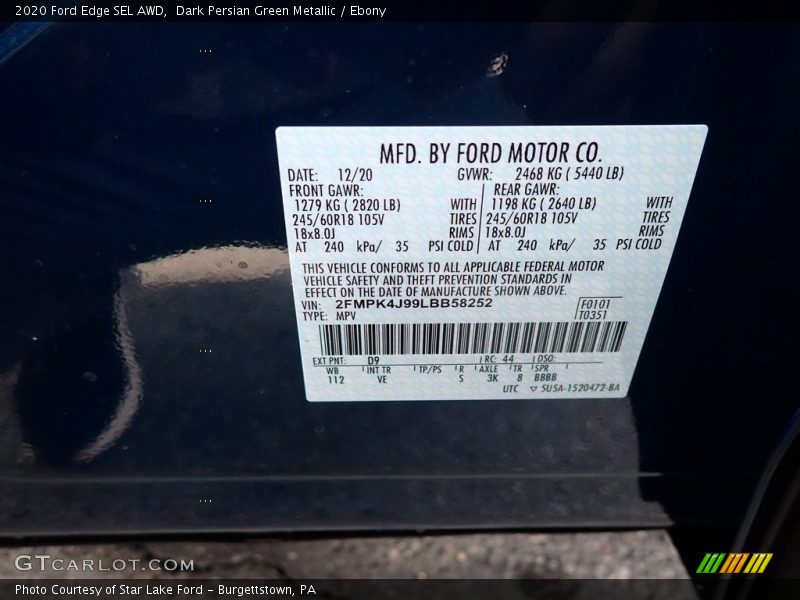 2020 Ford Edge SEL AWD,  Dark Persian Green Metallic / Ebony
MFD. BY FORD MOTOR CO.
DATE: 12/20 GVWR: 2468 KG ( 5440 LB)
FRONT GAWR: REAR GAWR:
1279 KG ( 2820 LB) WITH 1198 KG ( 2640 LB) WITH
245/60R18 105V TIRES 245/60R18 105V TIRES
18x8.0J RIMS 18x8.0J RIMS
AT 240 kPa/ 35 PSI COLD AT 240 kPa/ 35 PSI COLD
THIS VEHICLE CONFORMS TO ALL APPLICABLE FEDERAL MOTOR
VEHICLE SAFETY AND THEFT PREVENTION STANDARDS IN
EFFECT ON THE DATE OF MANUFACTURE SHOWN ABOVE.
VIN: 2FMPK4J99LBB58252 F0101
TYPE: MPV T0351
EXT PNT: D9 RC: 44 DSO:
WB INT TR TP/PS R AXLE TR SPR
112 VE S 3K 8 BBBB
UTC ▽ 5U5A-1520472-BA
GTCARLOT.COM
Photo Courtesy of Star Lake Ford - Burgettstown, PA